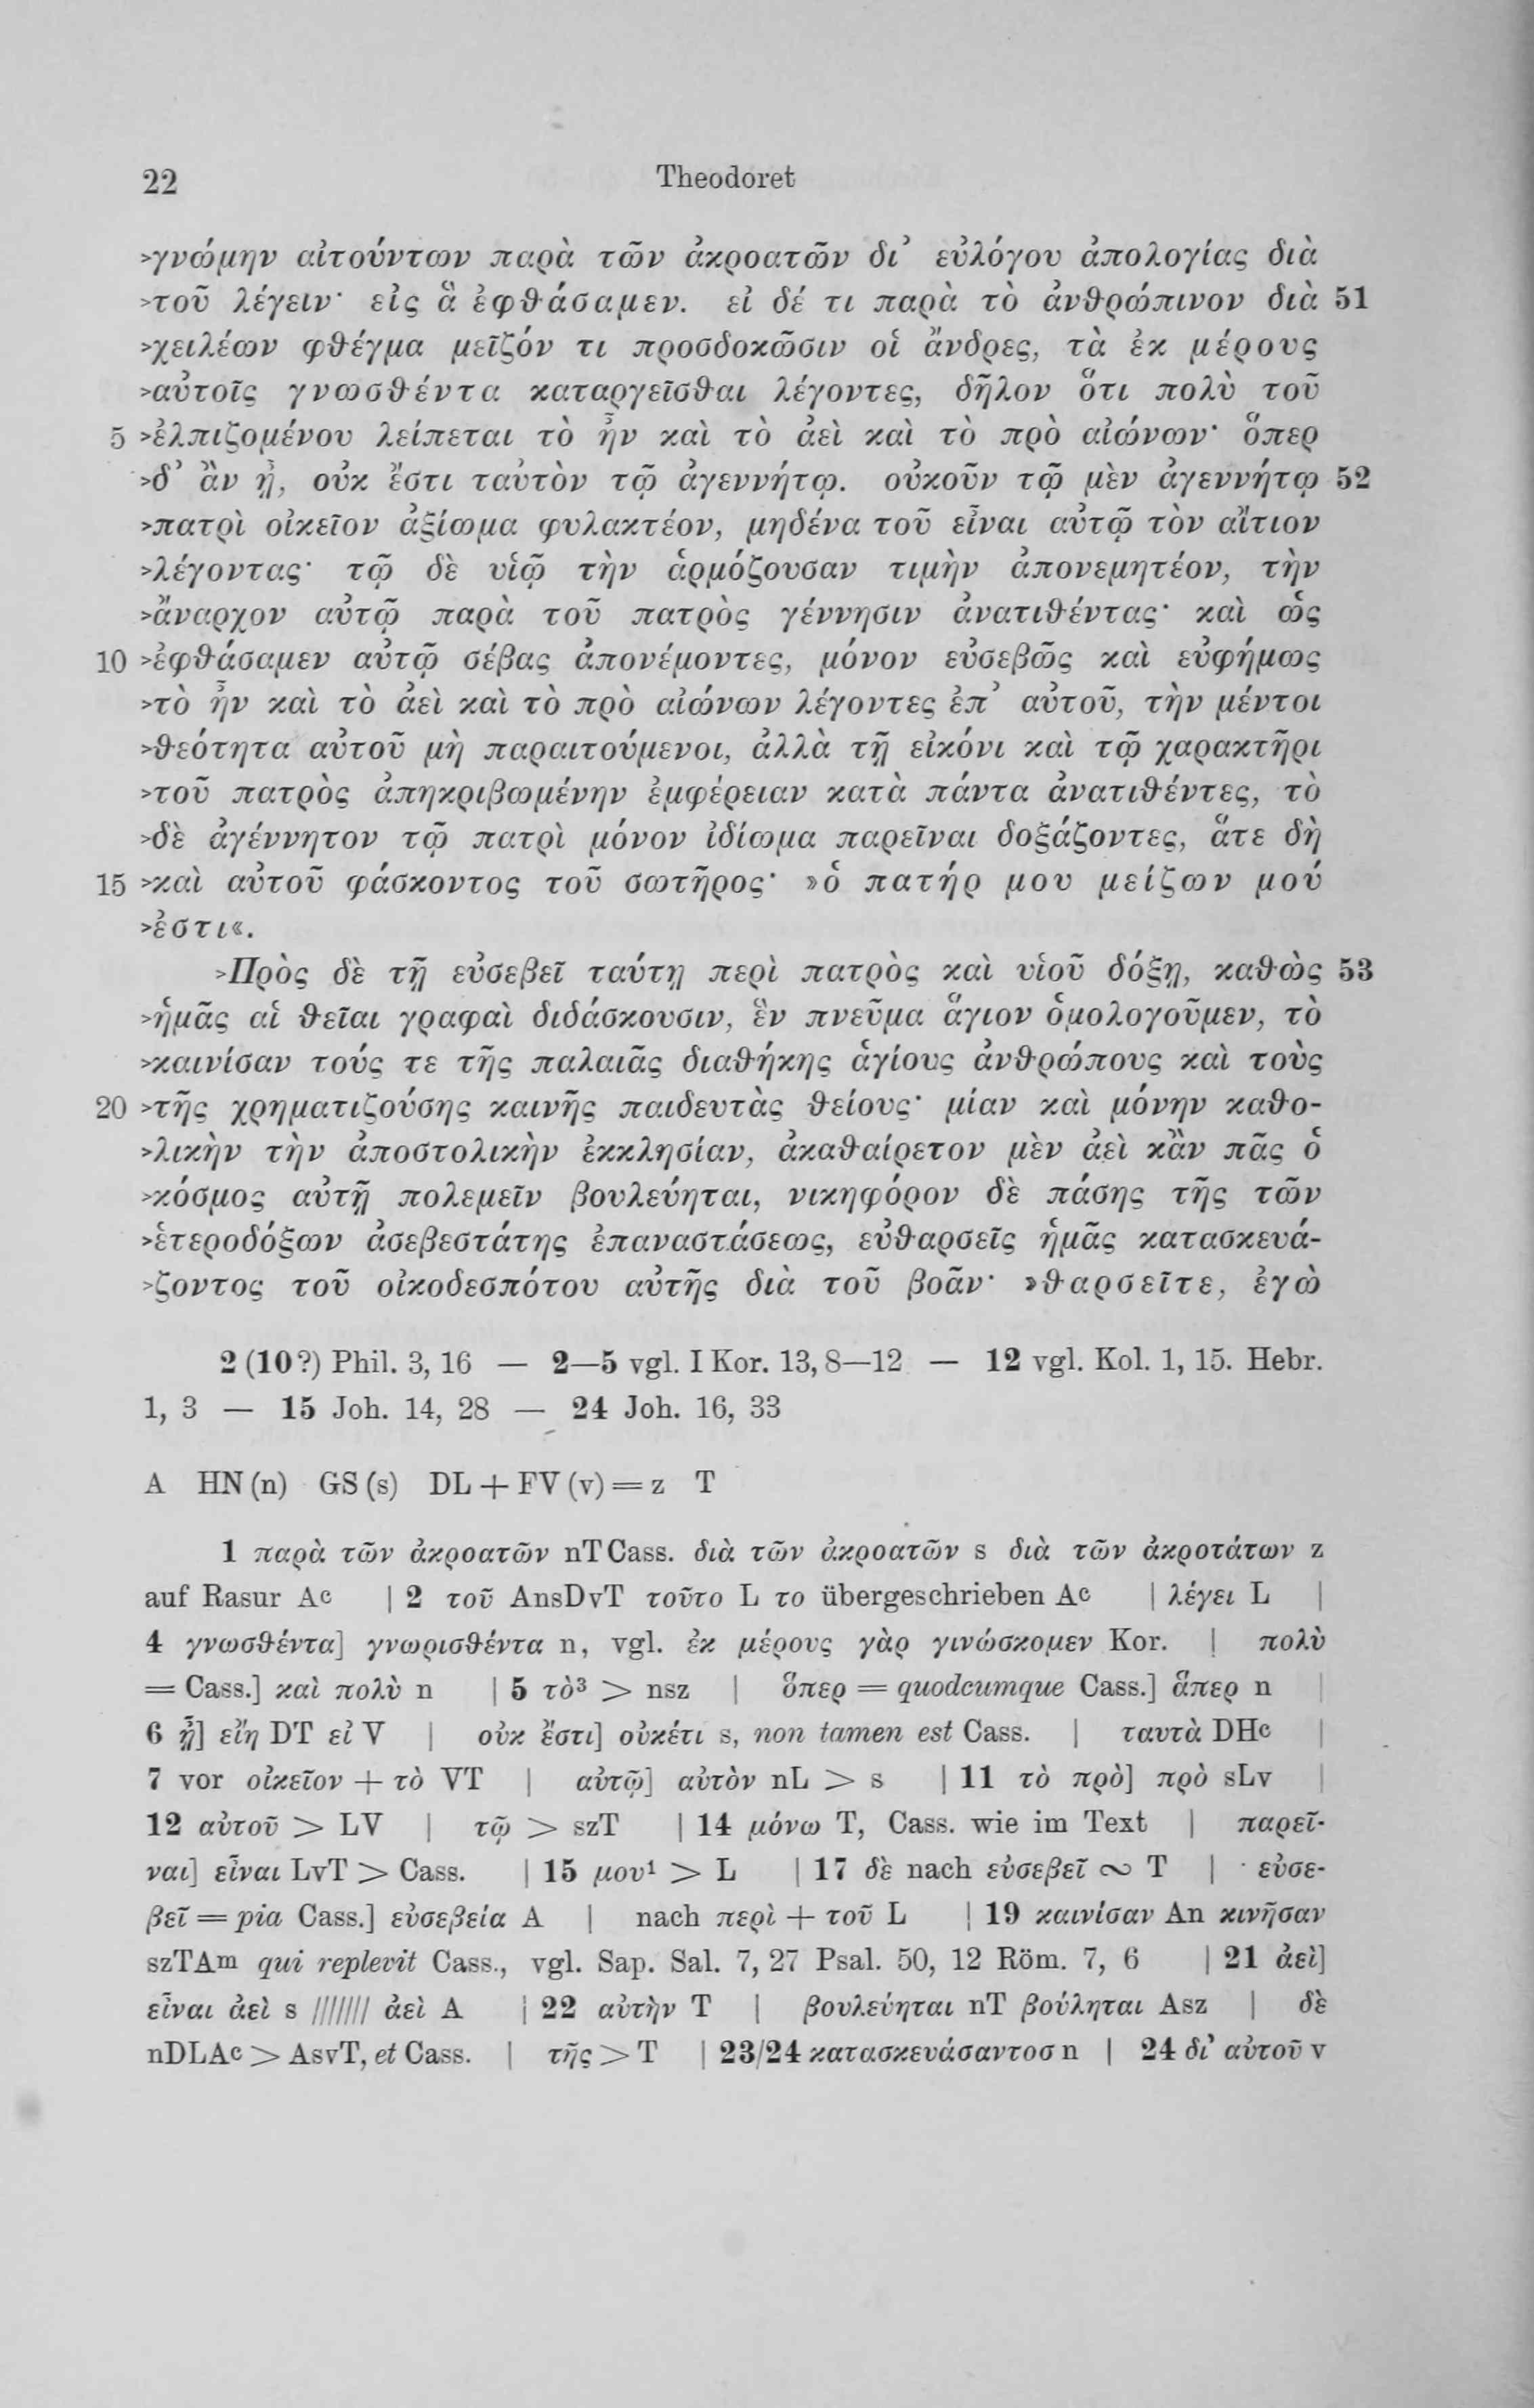 22 Theodoret
>γνώμην αἰτούντων παρὰ τῶν ἀκροατῶν δι’ εὐλόγου ἀπολογίας διὰ
>τοῦ λέγειν· εἰς ἃ ἐφθάσαμεν. εἰ δέ τι παρὰ τὸ ἀνθρώπινον διὰ 51
>χειλέων φθέγμα μεῖζόν τι προσδοκῶσιν οἱ ἄνδρες, τὰ ἐκ μέρους
>αὐτοῖς γνωσθέντα καταργεῖσθαι λέγοντες, δῆλον ὅτι πολὺ τοῦ
5 >ἐλπιζομένου λείπεται τὸ ἦν καὶ τὸ ἀεὶ καὶ τὸ πρὸ αἰώνων· ὅπερ
>δ’ ἂν ᾖ, οὐκ ἔστι ταὐτὸν τῷ ἀγεννήτῳ. οὐκοῦν τῷ μὲν ἀγεννήτῳ 52
>πατρὶ οἰκεῖον ἀξίωμα φυλακτέον, μηδένα τοῦ εἶναι αὐτῷ τὸν αἴτιον
>λέγοντας· τῷ δὲ υἱῷ τὴν ἁρμόζουσαν τιμὴν ἀπονεμητέον, τὴν
>ἄναρχον αὐτῷ παρὰ τοῦ πατρὸς γέννησιν ἀνατιθέντας· καὶ ὡς
10 >ἐφθάσαμεν αὐτῷ σέβας ἀπονέμοντες, μόνον εὐσεβῶς καὶ εὐφήμως
>τὸ ἦν καὶ τὸ ἀεὶ καὶ τὸ πρὸ αἰώνων λέγοντες ἐπ’ αὐτοῦ, τὴν μέντοι
>θεότητα αὐτοῦ μὴ παραιτούμενοι, ἀλλὰ τῇ εἰκόνι καὶ τῷ χαρακτῆρι
>τοῦ πατρὸς ἀπηκριβωμένην ἐμφέρειαν κατὰ πάντα ἀνατιθέντες, τὸ
>δὲ ἀγέννητον τῷ πατρὶ μόνον ἰδίωμα παρεῖναι δοξάζοντες, ἅτε δὴ
15 >καὶ αὐτοῦ φάσκοντος τοῦ σωτῆρος· »ὁ πατήρ μου μείζων μού
>ἐστι«.
>Πρὸς δὲ τῇ εὐσεβεῖ ταύτῃ περὶ πατρὸς καὶ υἱοῦ δόξῃ, καθὼς 53
>ἡμᾶς αἱ θεῖαι γραφαὶ διδάσκουσιν, ἓν πνεῦμα ἅγιον ὁμολογοῦμεν, τὸ
>καινίσαν τούς τε τῆς παλαιᾶς διαθήκης ἁγίους ἀνθρώπους καὶ τοὺς
20 >τῆς χρηματιζούσης καινῆς παιδευτὰς θείους· μίαν καὶ μόνην καθο-
>λικὴν τὴν ἀποστολικὴν ἐκκλησίαν, ἀκαθαίρετον μὲν ἀεὶ κἂν πᾶς ὁ
>κόσμος αὐτῇ πολεμεῖν βουλεύηται, νικηφόρον δὲ πάσης τῆς τῶν
>ἑτεροδόξων ἀσεβεστάτης ἐπαναστάσεως, εὐθαρσεῖς ἡμᾶς κατασκευά-
>ζοντος τοῦ οἰκοδεσπότου αὐτῆς διὰ τοῦ βοᾶν· »θαρσεῖτε, ἐγὼ
2 (10?) Phil. 3, 16 — 2—5 vgl. I Kor. 13, 8—12 — 12 vgl. Kol. 1, 15. Hebr.
1, 3 — 15 Joh. 14, 28 — 24 Joh. 16, 33
A HN (n) GS (s) DL + FV (v) = z T
1 παρὰ τῶν ἀκροατῶν nT Cass. διὰ τῶν ἀκροατῶν s διὰ τῶν ἀκροτάτων z
auf Rasur Ac | 2 τοῦ AnsDvT τοῦτο L το übergeschrieben Ac | λέγει L |
4 γνωσθέντα] γνωρισθέντα n, vgl. ἐκ μέρους γὰρ γινώσκομεν Kor. | πολὺ
= Cass.] καὶ πολὺ n | 5 τὸ³ > nsz | ὅπερ = quodcumque Cass.] ἅπερ n |
6 ᾖ] εἴη DT εἰ V | οὐκ ἔστι] οὐκέτι s, non tamen est Cass. | ταυτὰ DHc |
7 vor οἰκεῖον + τὸ VT | αὐτῷ] αὐτὸν nL > s | 11 τὸ πρὸ] πρὸ sLv |
12 αὐτοῦ > LV | τῷ > szT | 14 μόνω T, Cass. wie im Text | παρεῖ-
ναι] εἶναι LvT > Cass. | 15 μου¹ > L | 17 δὲ nach εὐσεβεῖ ∾ T | εὐσε-
βεῖ = pia Cass.] εὐσεβεία A | nach περὶ + τοῦ L | 19 καινίσαν An κινῆσαν
szTAm qui replevit Cass., vgl. Sap. Sal. 7, 27 Psal. 50, 12 Röm. 7, 6 | 21 ἀεὶ]
εἶναι ἀεὶ s /////// ἀεὶ A | 22 αὐτὴν T | βουλεύηται nT βούληται Asz | δὲ
nDLAc > AsvT, et Cass. | τῆς > T | 23/24 κατασκευάσαντοσ n | 24 δι’ αὐτοῦ v